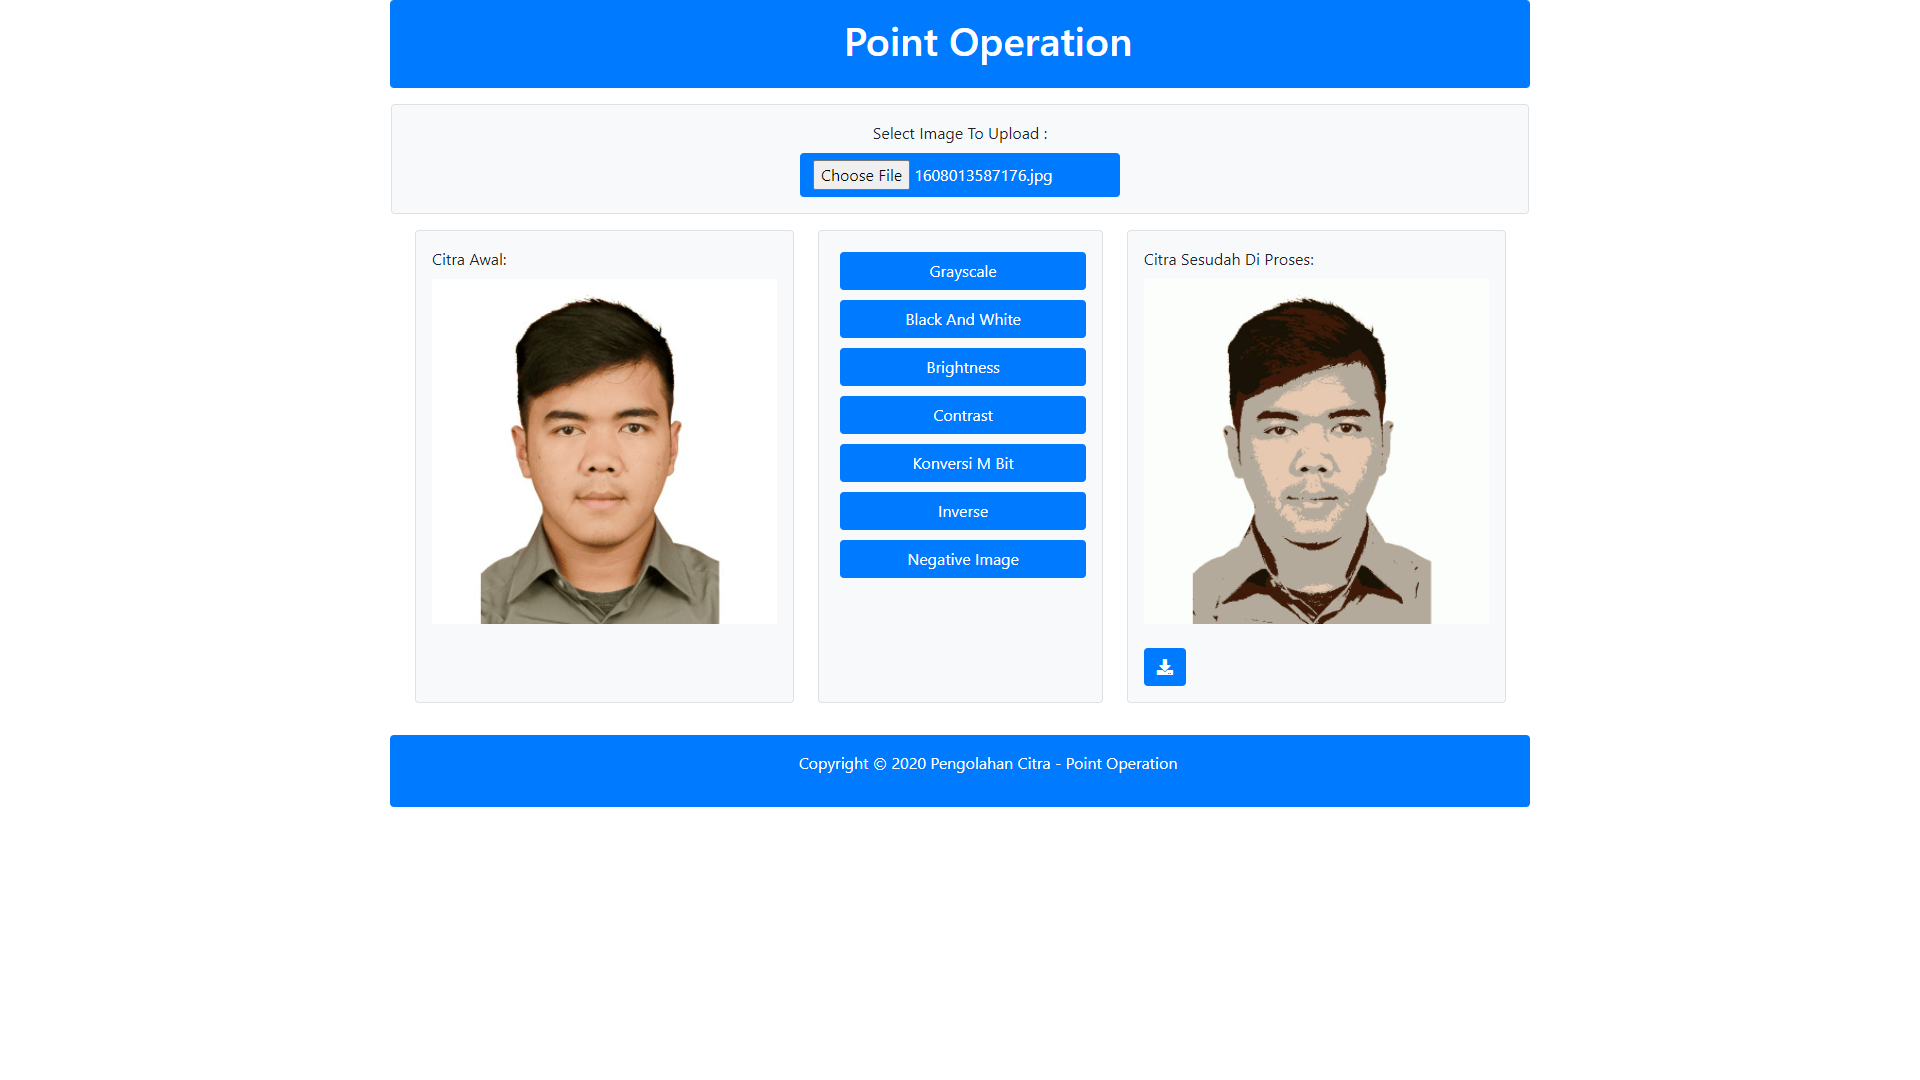 Point Operation
Select Image To Upload :
Choose File 1608013587176.jpg
Citra Awal:
Grayscale
Black And White
Brightness
Contrast
Konversi M Bit
Inverse
Negative Image
Citra Sesudah Di Proses:
Copyright © 2020 Pengolahan Citra - Point Operation